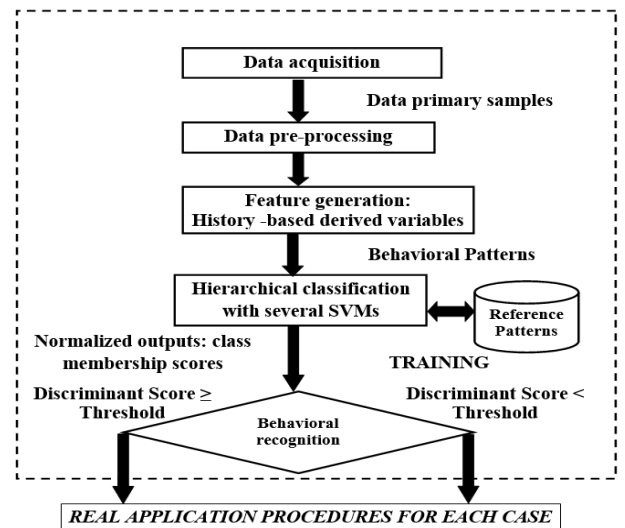 Data acquisition
Data primary samples
Data pre-processing
Feature generation:
History -based derived variables
Behavioral Patterns
Hierarchical classification
with several SVMs
Reference
Patterns
Normalized outputs: class
membership scores
TRAINING
Discriminant Score ≥
Threshold
Discriminant Score <
Threshold
Behavioral
recognition
REAL APPLICATION PROCEDURES FOR EACH CASE